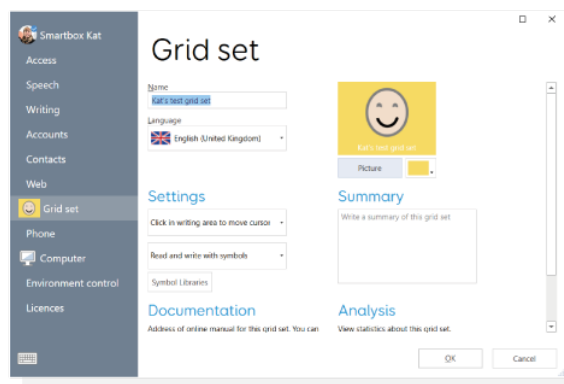 Smartbox Kat
Access
Speech
Writing
Accounts
Contacts
Web
Grid set
Phone
Computer
Environment control
Licences
Grid set
Name
Kat's test grid set
Language
English (United Kingdom)
Kat's test grid set
Picture
Settings
Click in writing area to move cursor
Read and write with symbols
Symbol Libraries
Summary
Write a summary of this grid set
Documentation
Address of online manual for this grid set. You can
Analysis
View statistics about this grid set.
OK
Cancel